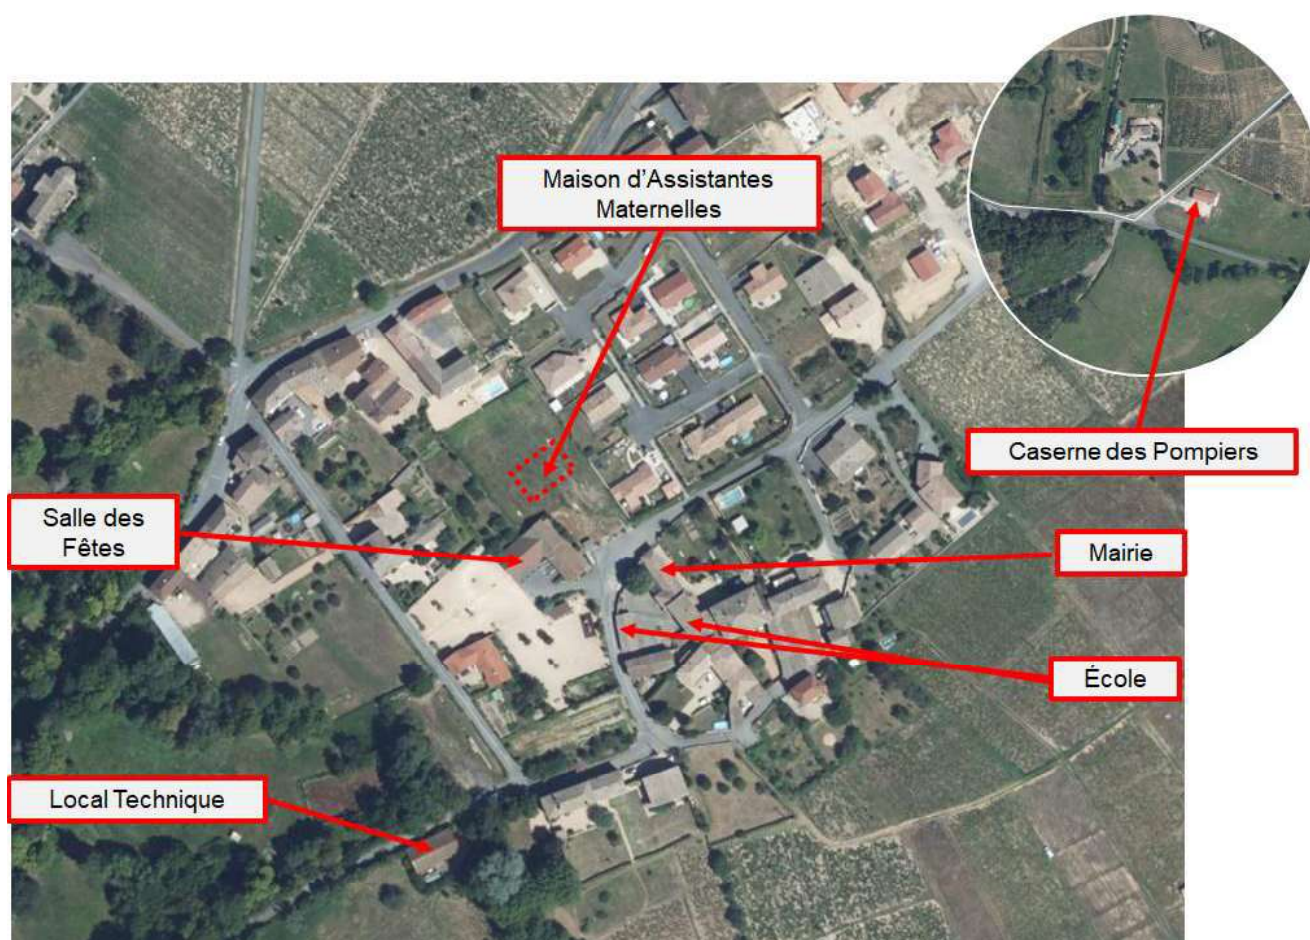 Maison d'Assistantes
Maternelles
Caserne des Pompiers
Salle des
Fêtes
Mairie
École
Local Technique